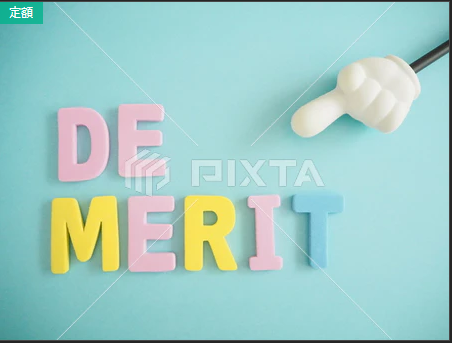 定額
DE
PIXTA
MERIT